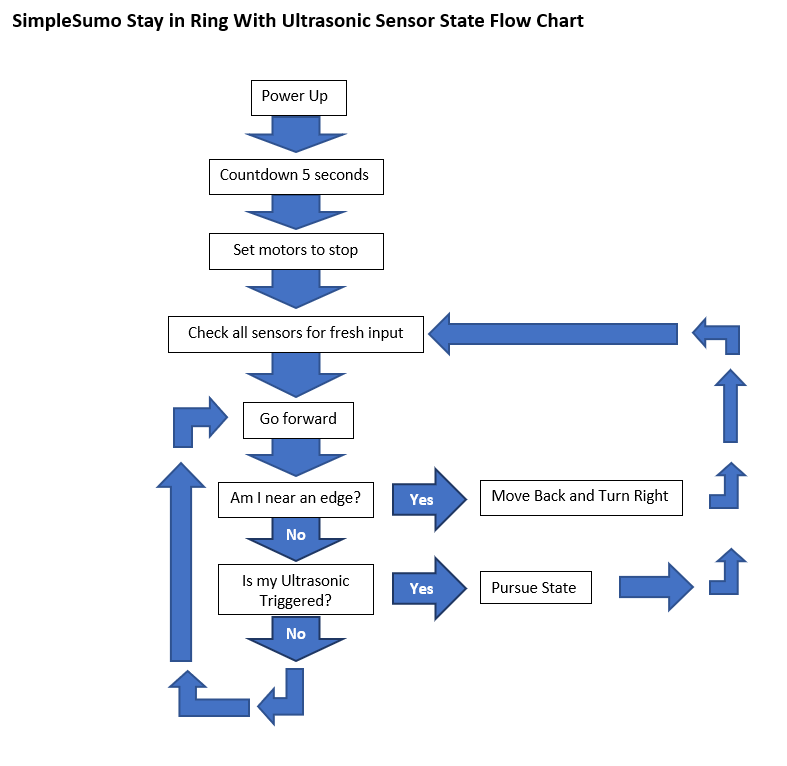 SimpleSumo Stay in Ring With Ultrasonic Sensor State Flow Chart
Power Up
Countdown 5 seconds
Set motors to stop
Check all sensors for fresh input
Go forward
Am I near an edge?
Yes
Move Back and Turn Right
No
Is my Ultrasonic
Triggered?
Yes
Pursue State
No